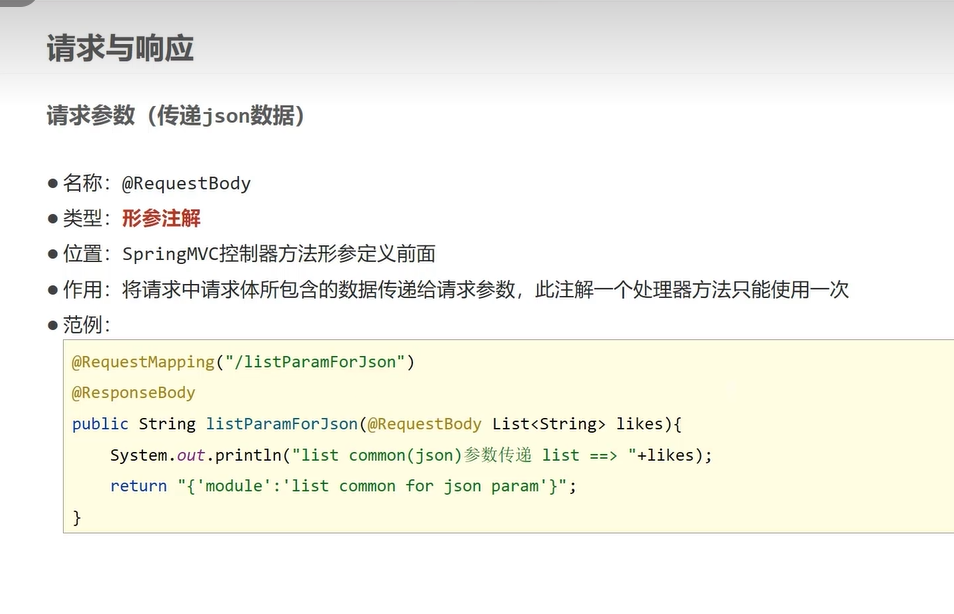 请求与响应
请求参数（传递json数据）
●名称：@RequestBody
●类型：形参注解
●位置：SpringMVC控制器方法形参定义前面
●作用：将请求中请求体所包含的数据传递给请求参数，此注解一个处理器方法只能使用一次
●范例：
@RequestMapping("/listParamForJson")
@ResponseBody
public String listParamForJson(@RequestBody List<String> likes){
    System.out.println("list common(json)参数传递 list ==> "+likes);
    return "{'module':'list common for json param'}";
}